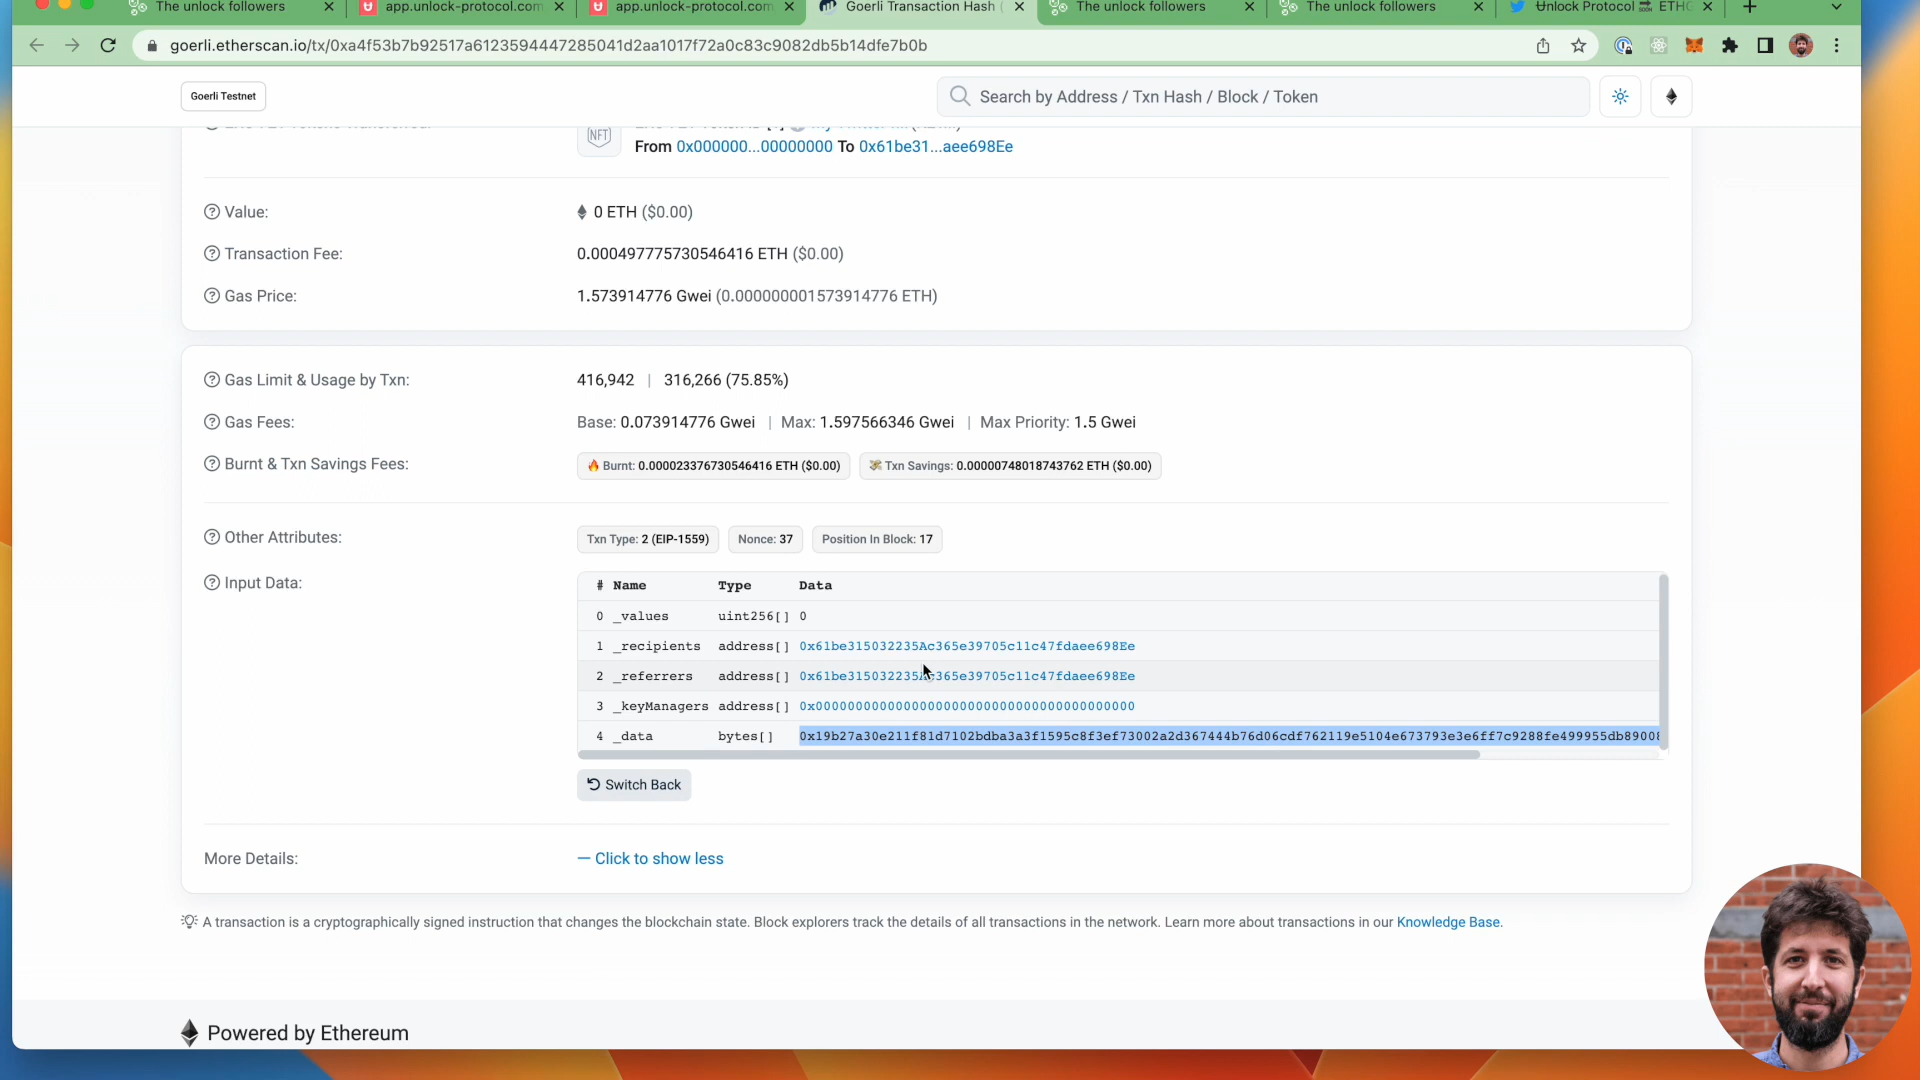 The unlock followers
app.unlock-protocol.com
app.unlock-protocol.com
Goerli Transaction Hash (
The unlock followers
The unlock followers
Unlock Protocol
goerli.etherscan.io/tx/0xa4f53b7b92517a6123594447285041d2aa1017f72a0c83c9082db5b14dfe7b0b
Goerli Testnet
Search by Address / Txn Hash / Block / Token
NFT
From 0x000000...00000000 To 0x61be31...aee698Ee
Value:
0 ETH ($0.00)
Transaction Fee:
0.000497775730546416 ETH ($0.00)
Gas Price:
1.573914776 Gwei (0.000000001573914776 ETH)
Gas Limit & Usage by Txn:
416,942 | 316,266 (75.85%)
Gas Fees:
Base: 0.073914776 Gwei | Max: 1.597566346 Gwei | Max Priority: 1.5 Gwei
Burnt & Txn Savings Fees:
Burnt: 0.000023376730546416 ETH ($0.00)
Txn Savings: 0.00000748018743762 ETH ($0.00)
Other Attributes:
Txn Type: 2 (EIP-1559)
Nonce: 37
Position In Block: 17
Input Data:
# Name Type Data
0 _values uint256[] 0
1 _recipients address[] 0x61be315032235Ac365e39705c11c47fdaee698Ee
2 _referrers address[] 0x61be315032235Ac365e39705c11c47fdaee698Ee
3 _keyManagers address[] 0x0000000000000000000000000000000000000000
4 _data bytes[] 0x19b27a30e211f81d7102bdba3a3f1595c8f3ef73002a2d367444b76d06cdf762119e5104e673793e3e6ff7c9288fe499955db89008
Switch Back
More Details:
— Click to show less
A transaction is a cryptographically signed instruction that changes the blockchain state. Block explorers track the details of all transactions in the network. Learn more about transactions in our Knowledge Base.
Powered by Ethereum